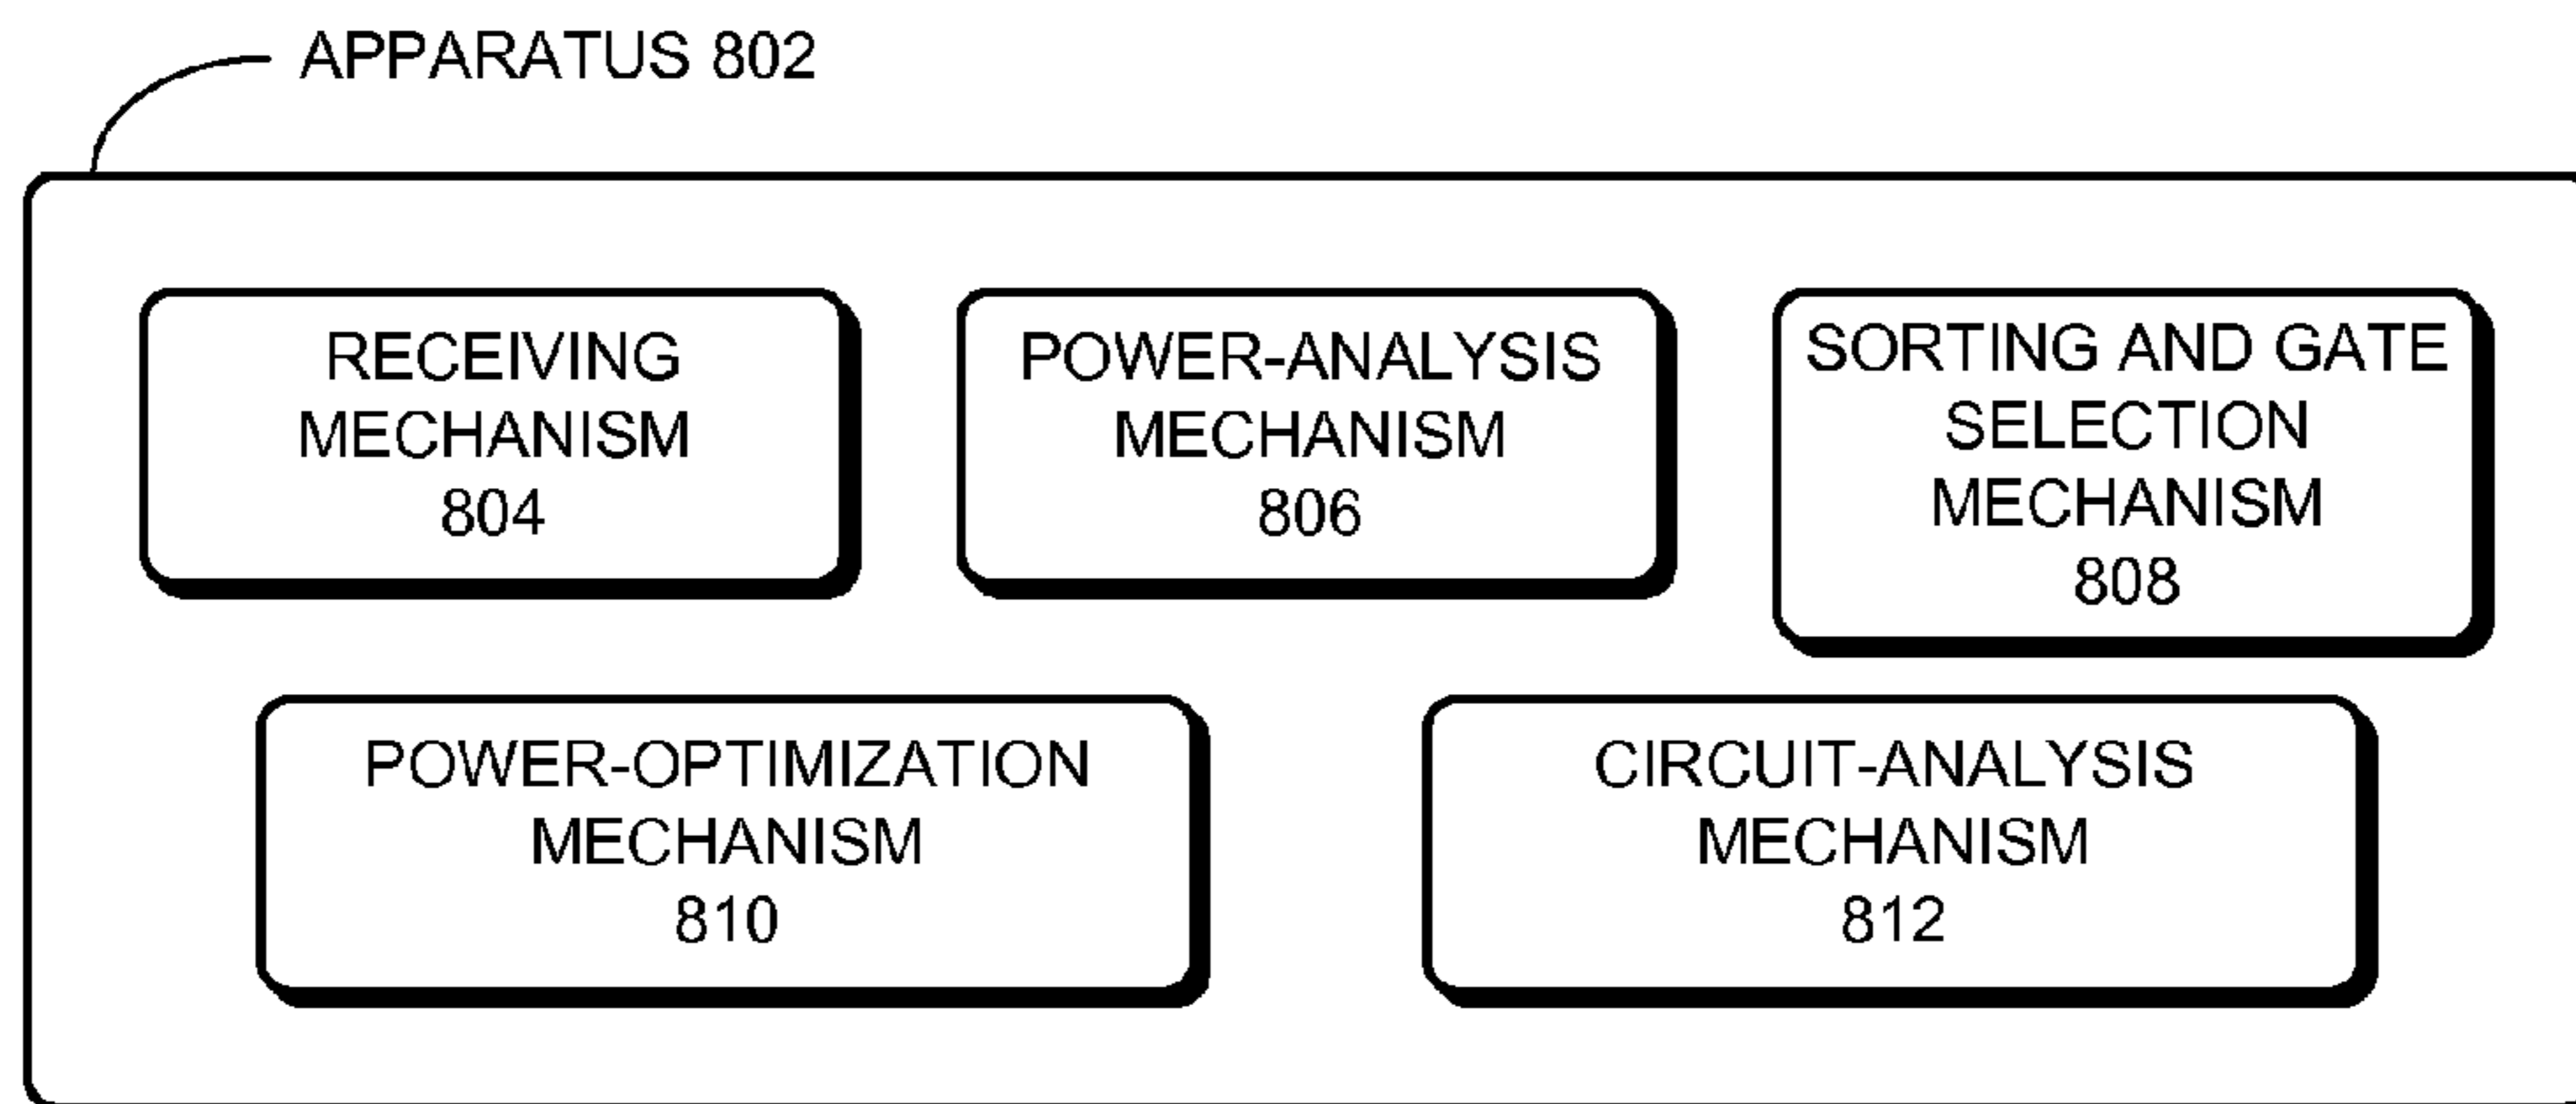 APPARATUS 802
RECEIVING
MECHANISM
804
POWER-ANALYSIS
MECHANISM
806
SORTING AND GATE
SELECTION
MECHANISM
808
POWER-OPTIMIZATION
MECHANISM
810
CIRCUIT-ANALYSIS
MECHANISM
812